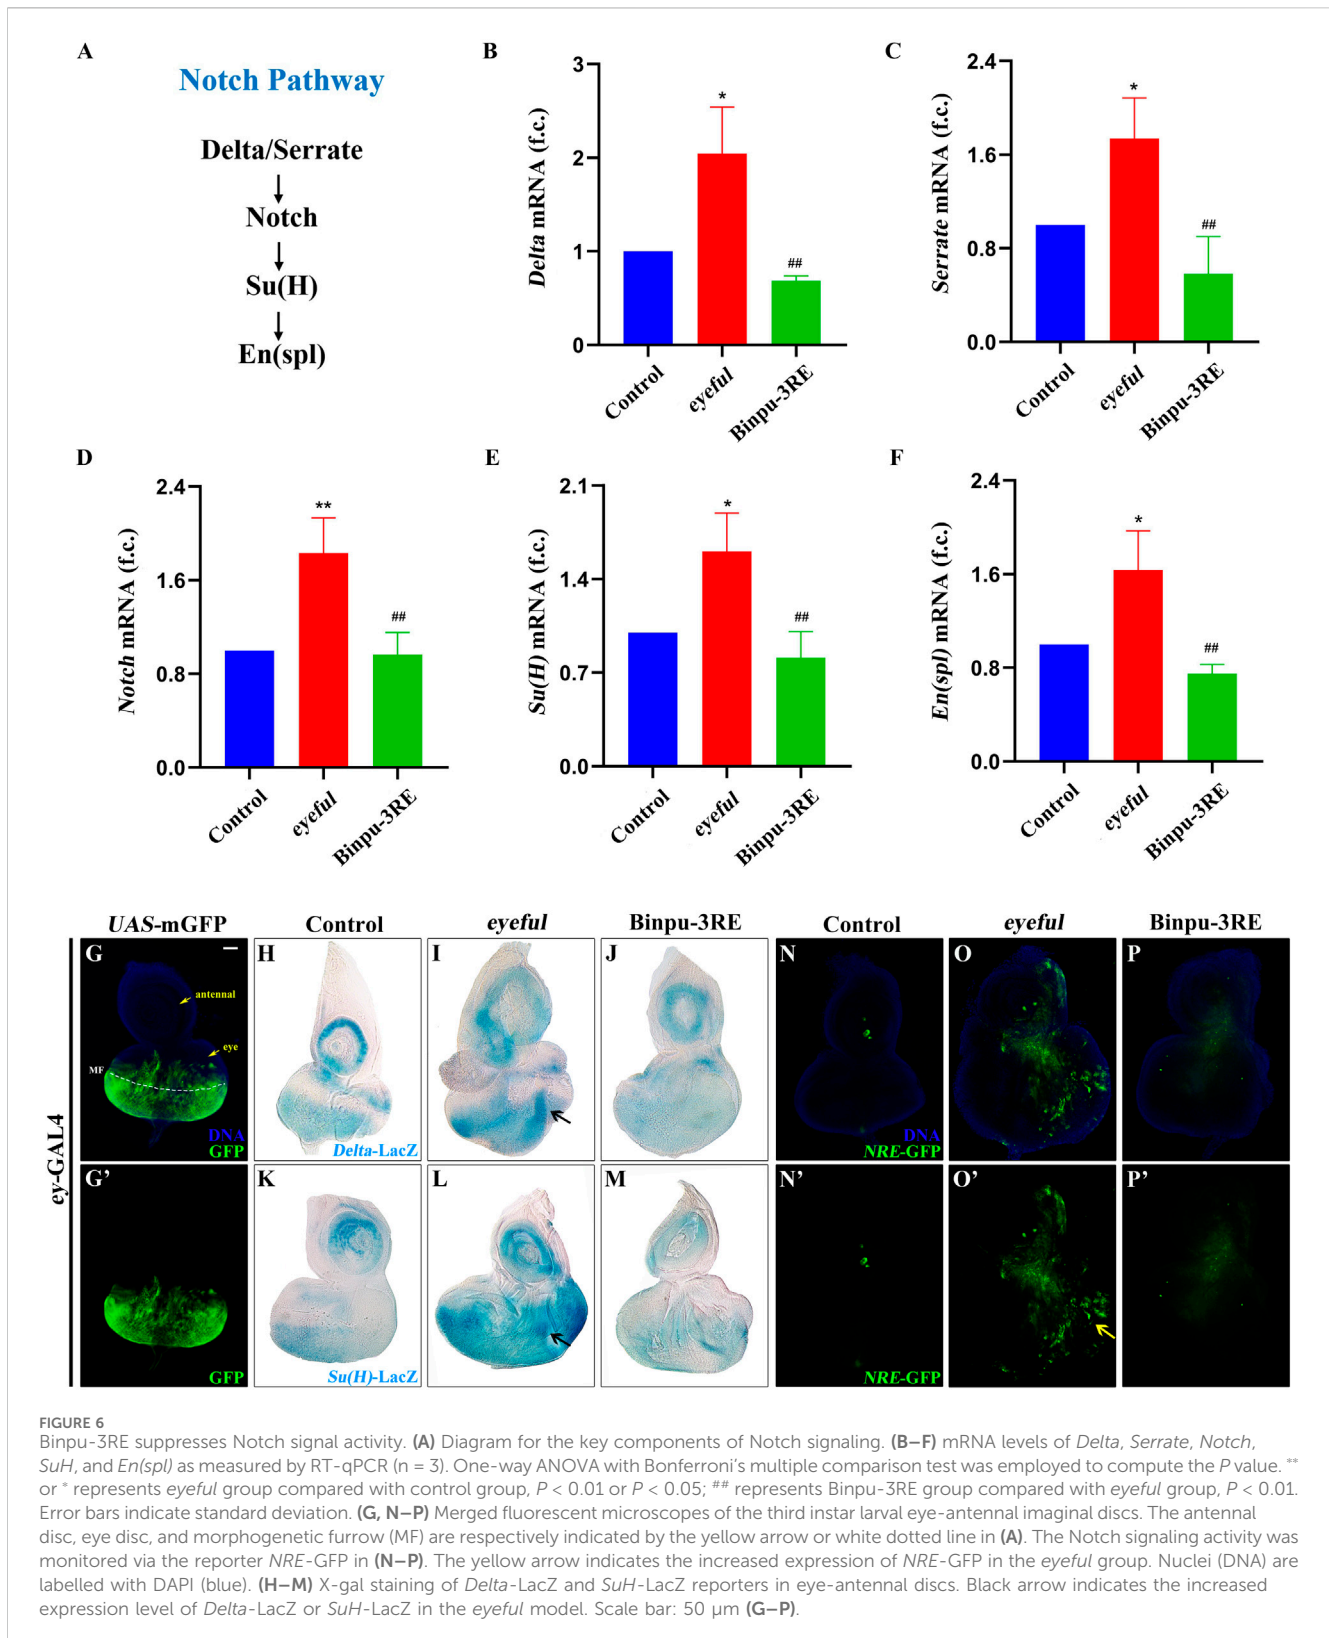 A
Notch Pathway
Delta/Serrate
Notch
Su(H)
En(spl)
B
Delta mRNA (f.c.)
3
2
1
0
*
##
Control
eyeful
Binpu-3RE
C
Serrate mRNA (f.c.)
2.4
1.6
0.8
0.0
*
##
Control
eyeful
Binpu-3RE
D
Notch mRNA (f.c.)
2.4
1.6
0.8
0.0
**
##
Control
eyeful
Binpu-3RE
E
Su(H) mRNA (f.c.)
2.1
1.4
0.7
0.0
*
##
Control
eyeful
Binpu-3RE
F
En(spl) mRNA (f.c.)
2.4
1.6
0.8
0.0
*
##
Control
eyeful
Binpu-3RE
UAS-mGFP
Control
eyeful
Binpu-3RE
Control
eyeful
Binpu-3RE
ey-GAL4
G
antennal
eye
MF
DNA
GFP
H
Delta-LacZ
I
J
N
DNA
NRE-GFP
O
P
G'
GFP
K
Su(H)-LacZ
L
M
N'
NRE-GFP
O'
P'
FIGURE 6
Binpu-3RE suppresses Notch signal activity. (A) Diagram for the key components of Notch signaling. (B–F) mRNA levels of Delta, Serrate, Notch,
SuH, and En(spl) as measured by RT-qPCR (n = 3). One-way ANOVA with Bonferroni's multiple comparison test was employed to compute the P value. **
or * represents eyeful group compared with control group, P < 0.01 or P < 0.05; ## represents Binpu-3RE group compared with eyeful group, P < 0.01.
Error bars indicate standard deviation. (G, N–P) Merged fluorescent microscopes of the third instar larval eye-antennal imaginal discs. The antennal
disc, eye disc, and morphogenetic furrow (MF) are respectively indicated by the yellow arrow or white dotted line in (A). The Notch signaling activity was
monitored via the reporter NRE-GFP in (N–P). The yellow arrow indicates the increased expression of NRE-GFP in the eyeful group. Nuclei (DNA) are
labelled with DAPI (blue). (H–M) X-gal staining of Delta-LacZ and SuH-LacZ reporters in eye-antennal discs. Black arrow indicates the increased
expression level of Delta-LacZ or SuH-LacZ in the eyeful model. Scale bar: 50 μm (G–P).